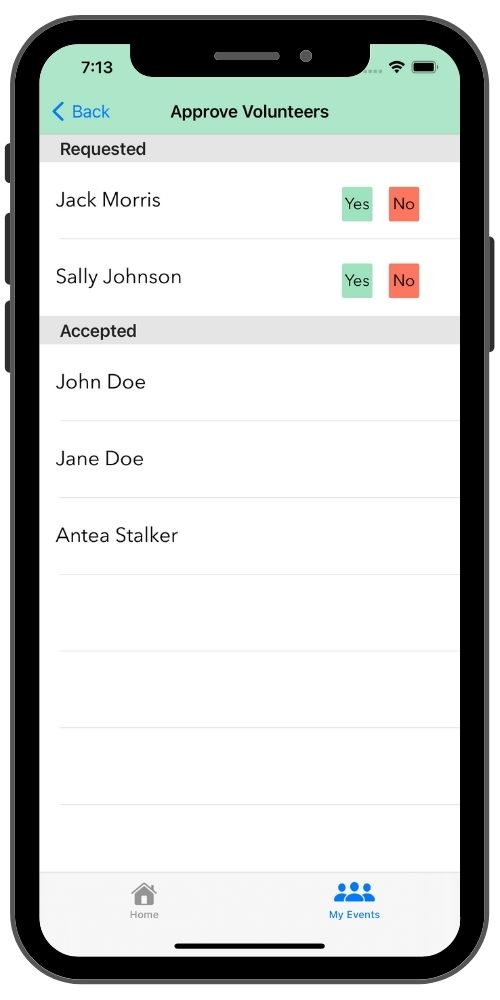 7:13
Back Approve Volunteers
Requested
Jack Morris Yes No
Sally Johnson Yes No
Accepted
John Doe
Jane Doe
Antea Stalker
Home My Events